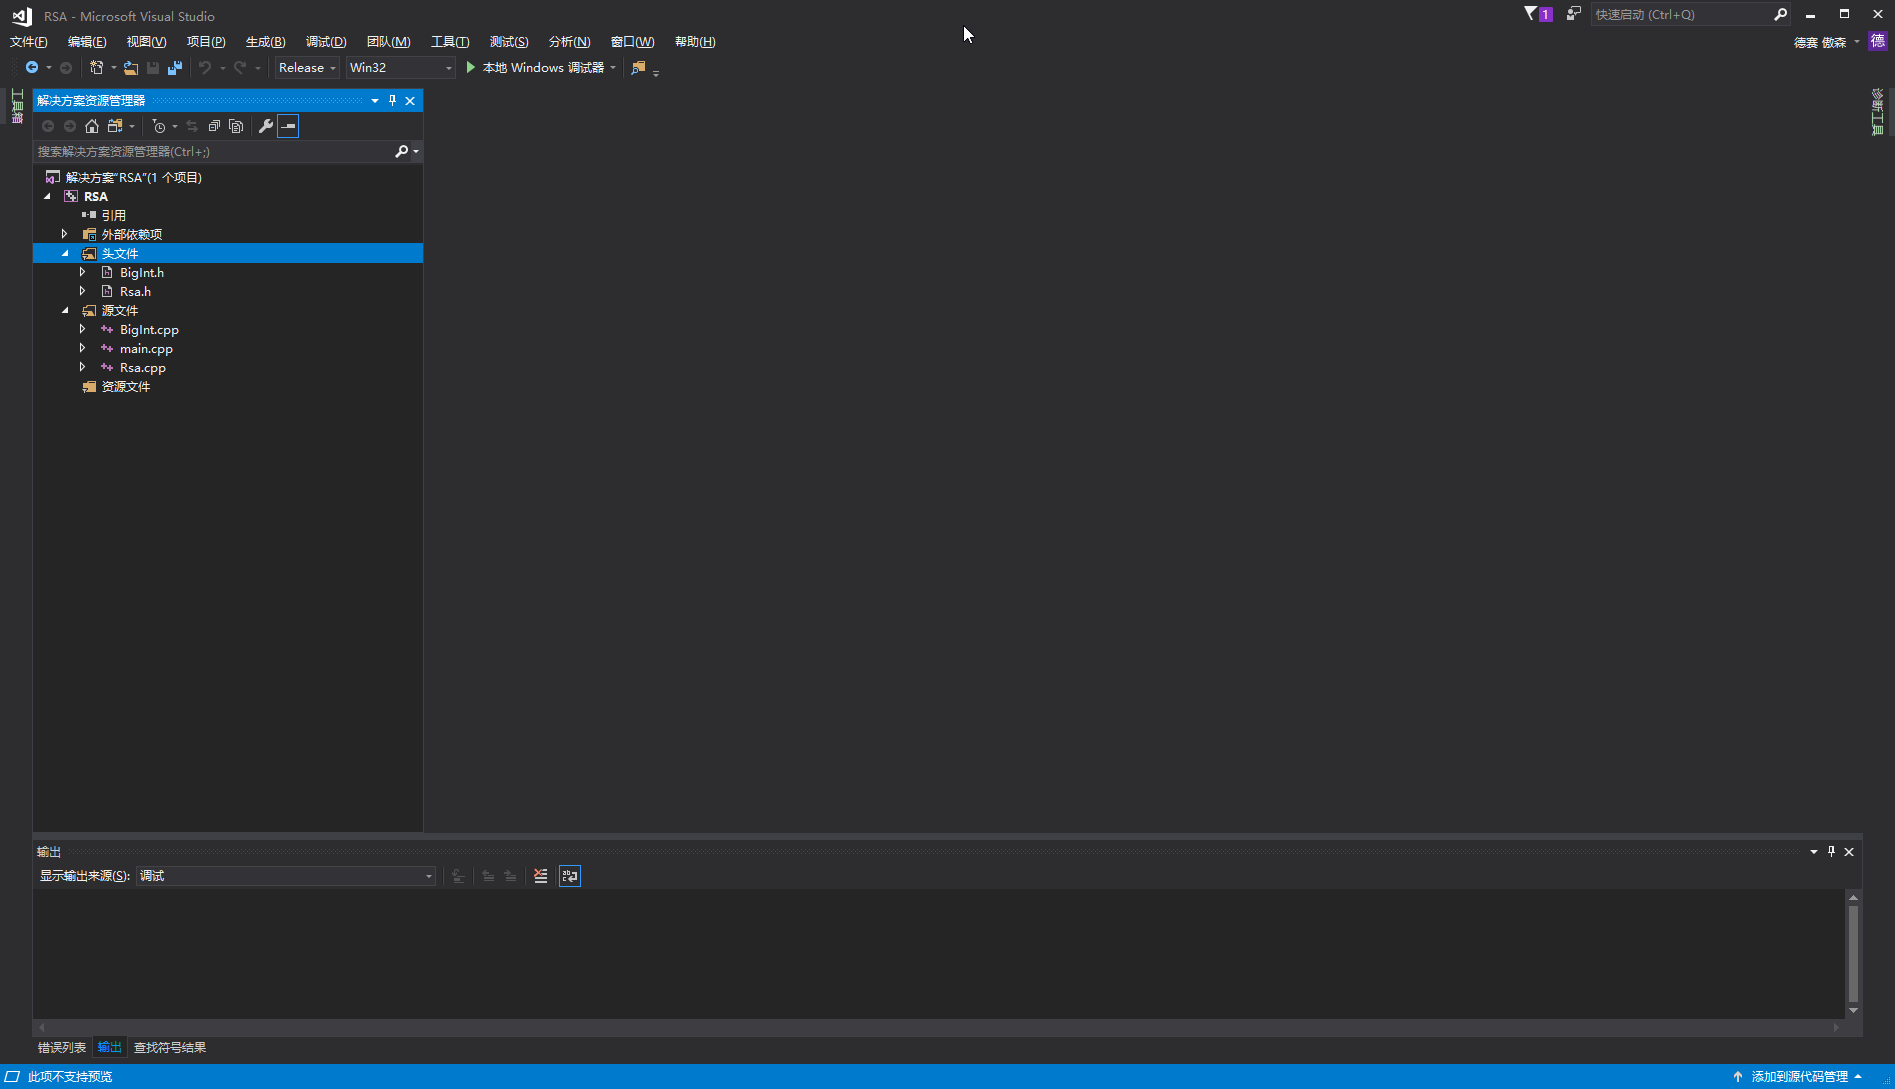 RSA - Microsoft Visual Studio
1
快速启动 (Ctrl+Q)
文件(F) 编辑(E) 视图(V) 项目(P) 生成(B) 调试(D) 团队(M) 工具(T) 测试(S) 分析(N) 窗口(W) 帮助(H)
德赛 傲森
德
Release Win32 本地 Windows 调试器
工具箱
诊断工具
解决方案资源管理器
搜索解决方案资源管理器(Ctrl+;)
解决方案"RSA"(1 个项目)
RSA
引用
外部依赖项
头文件
BigInt.h
Rsa.h
源文件
BigInt.cpp
main.cpp
Rsa.cpp
资源文件
输出
显示输出来源(S): 调试
错误列表 输出 查找符号结果
此项不支持预览
添加到源代码管理